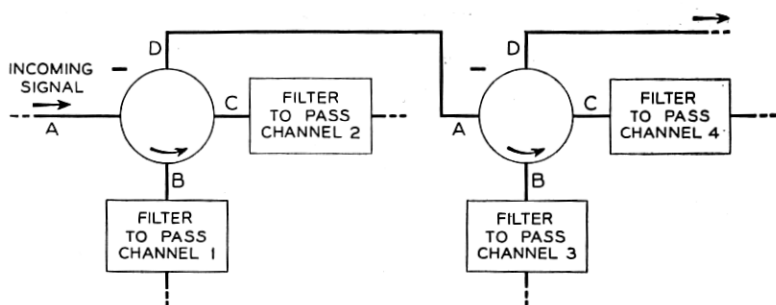 INCOMING
SIGNAL
A
D
–
C
B
FILTER
TO PASS
CHANNEL 2
FILTER
TO PASS
CHANNEL 1
A
D
–
C
B
FILTER
TO PASS
CHANNEL 4
FILTER
TO PASS
CHANNEL 3